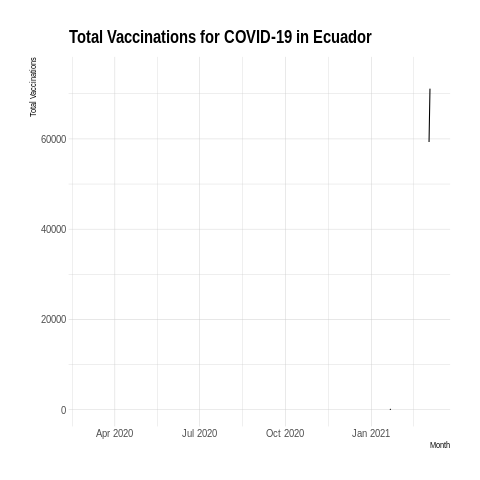 Total Vaccinations for COVID-19 in Ecuador
Total Vaccinations
60000
40000
20000
0
Apr 2020
Jul 2020
Oct 2020
Jan 2021
Month